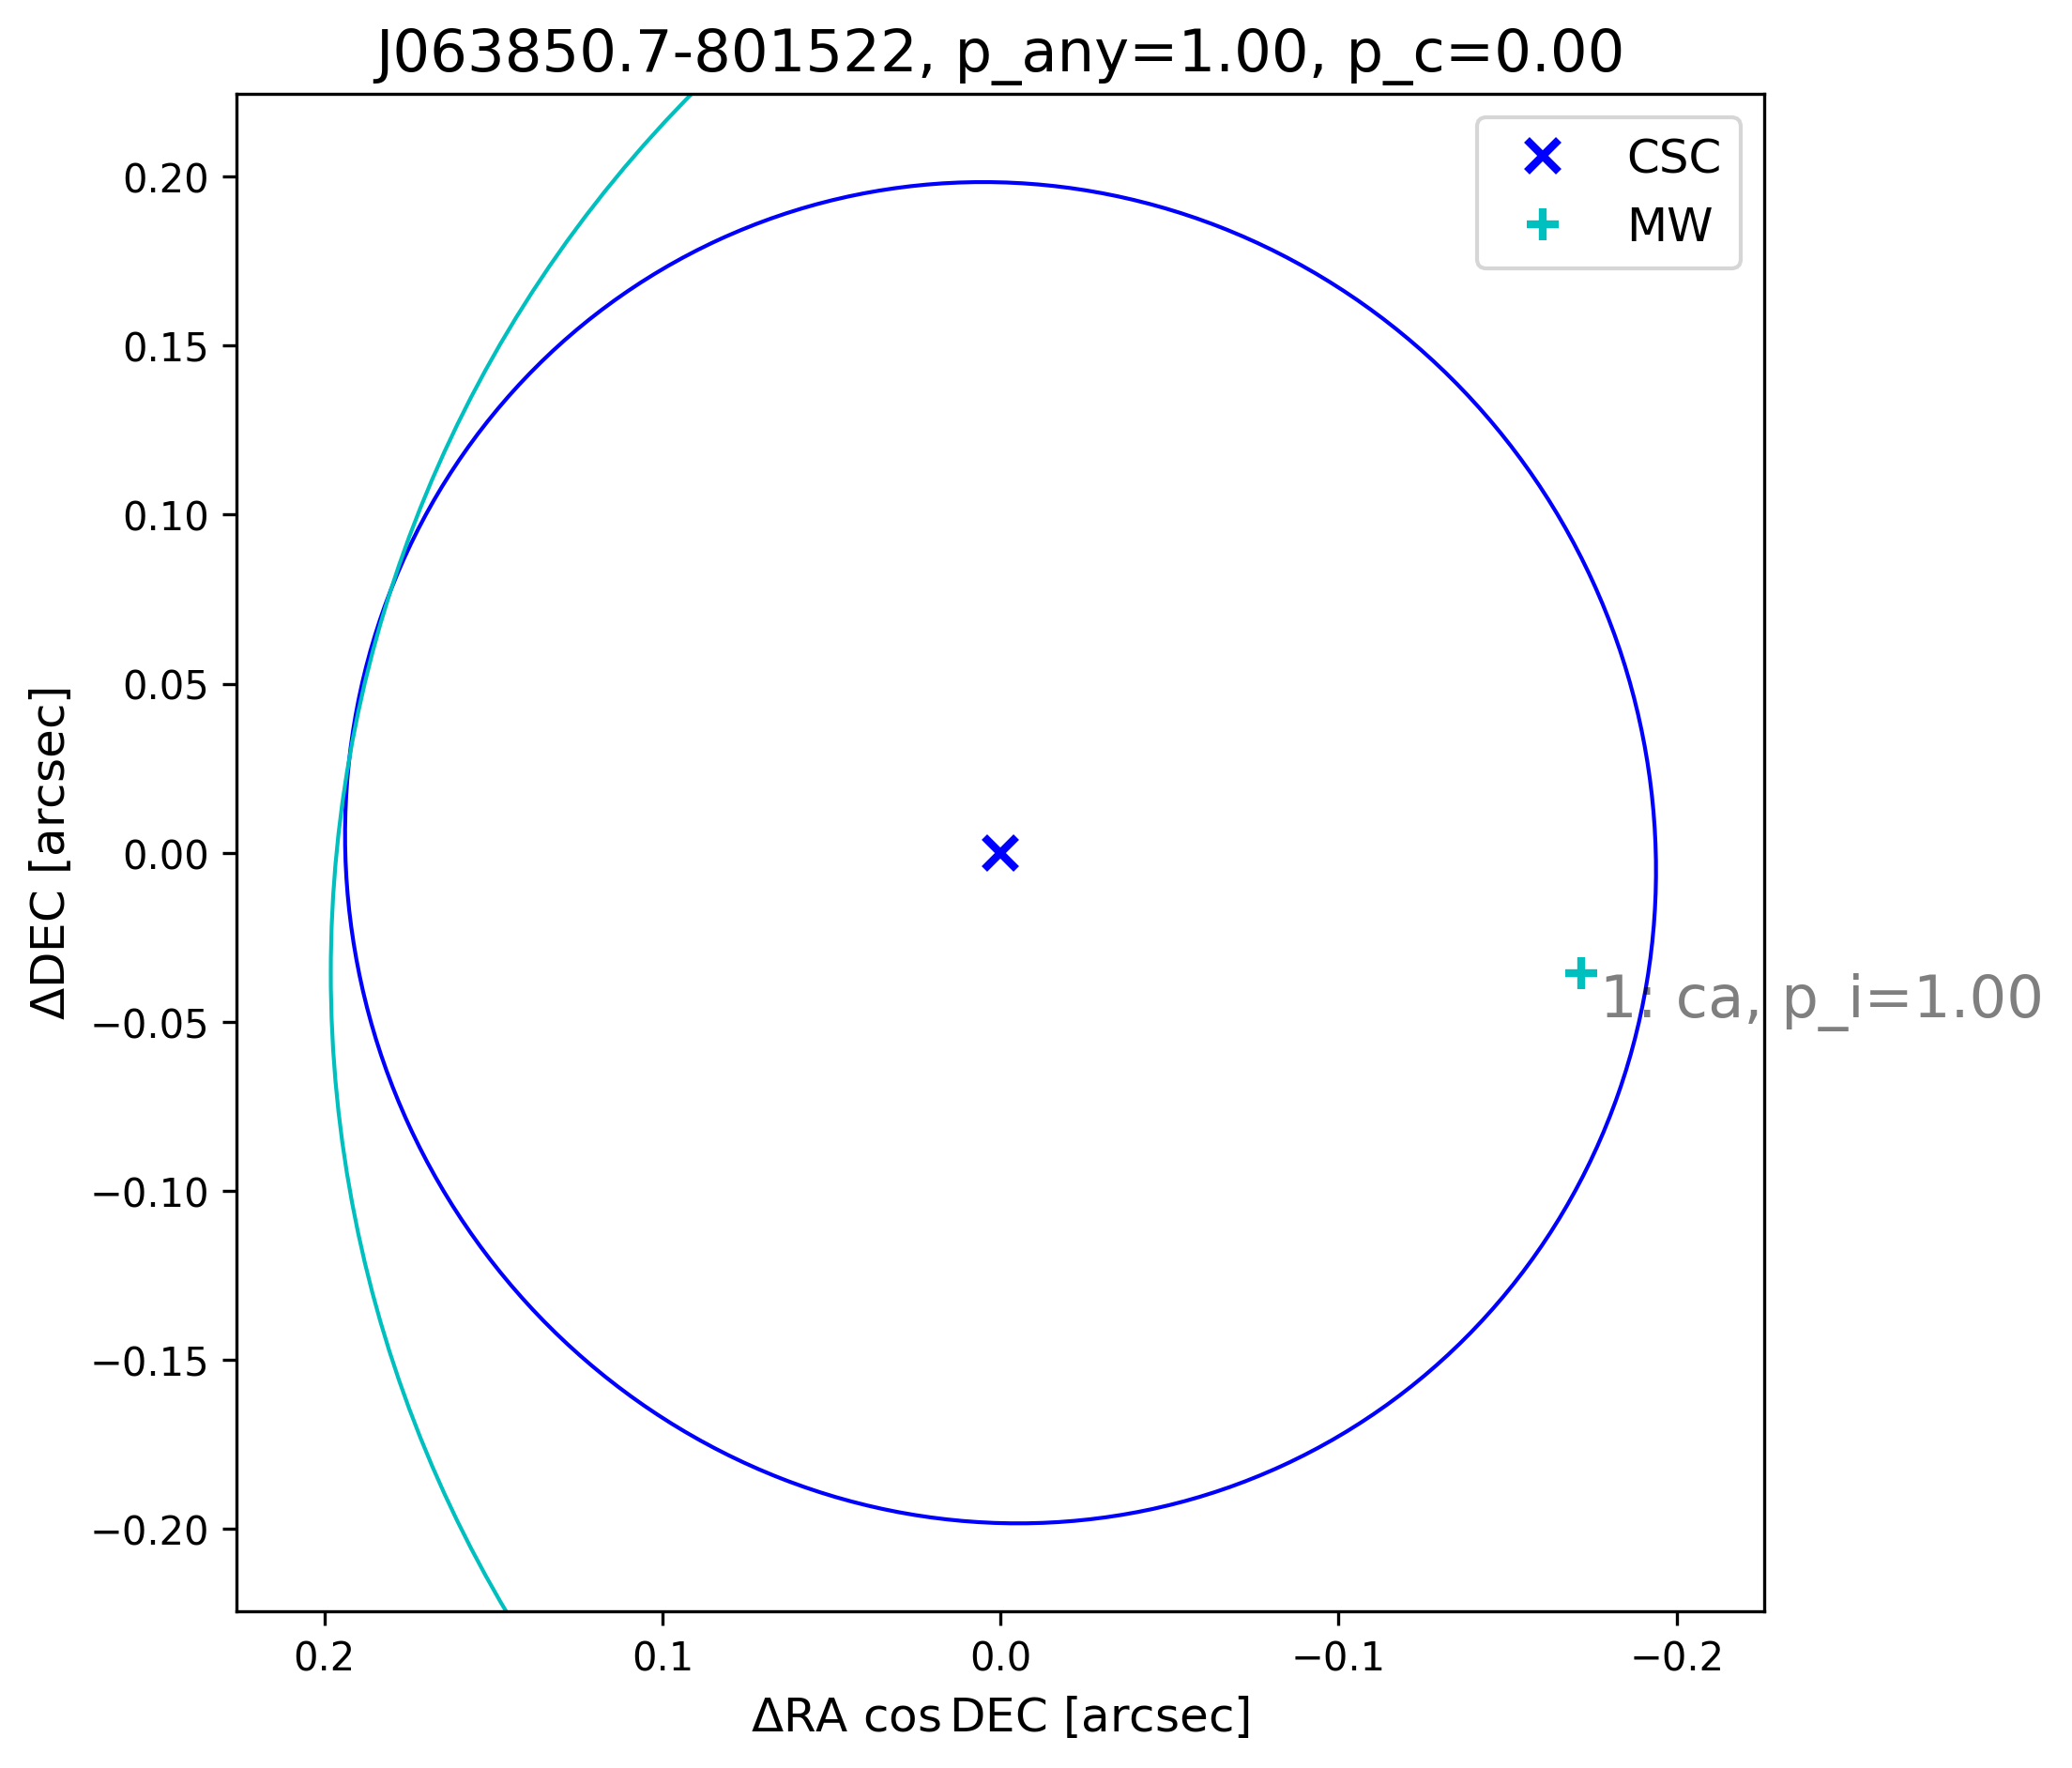 J063850.7-801522, p_any=1.00, p_c=0.00
CSC
MW
0.20
0.15
0.10
0.05
0.00
−0.05
−0.10
−0.15
−0.20
ΔDEC [arcsec]
1: ca, p_i=1.00
0.2
0.1
0.0
−0.1
−0.2
ΔRA cos DEC [arcsec]